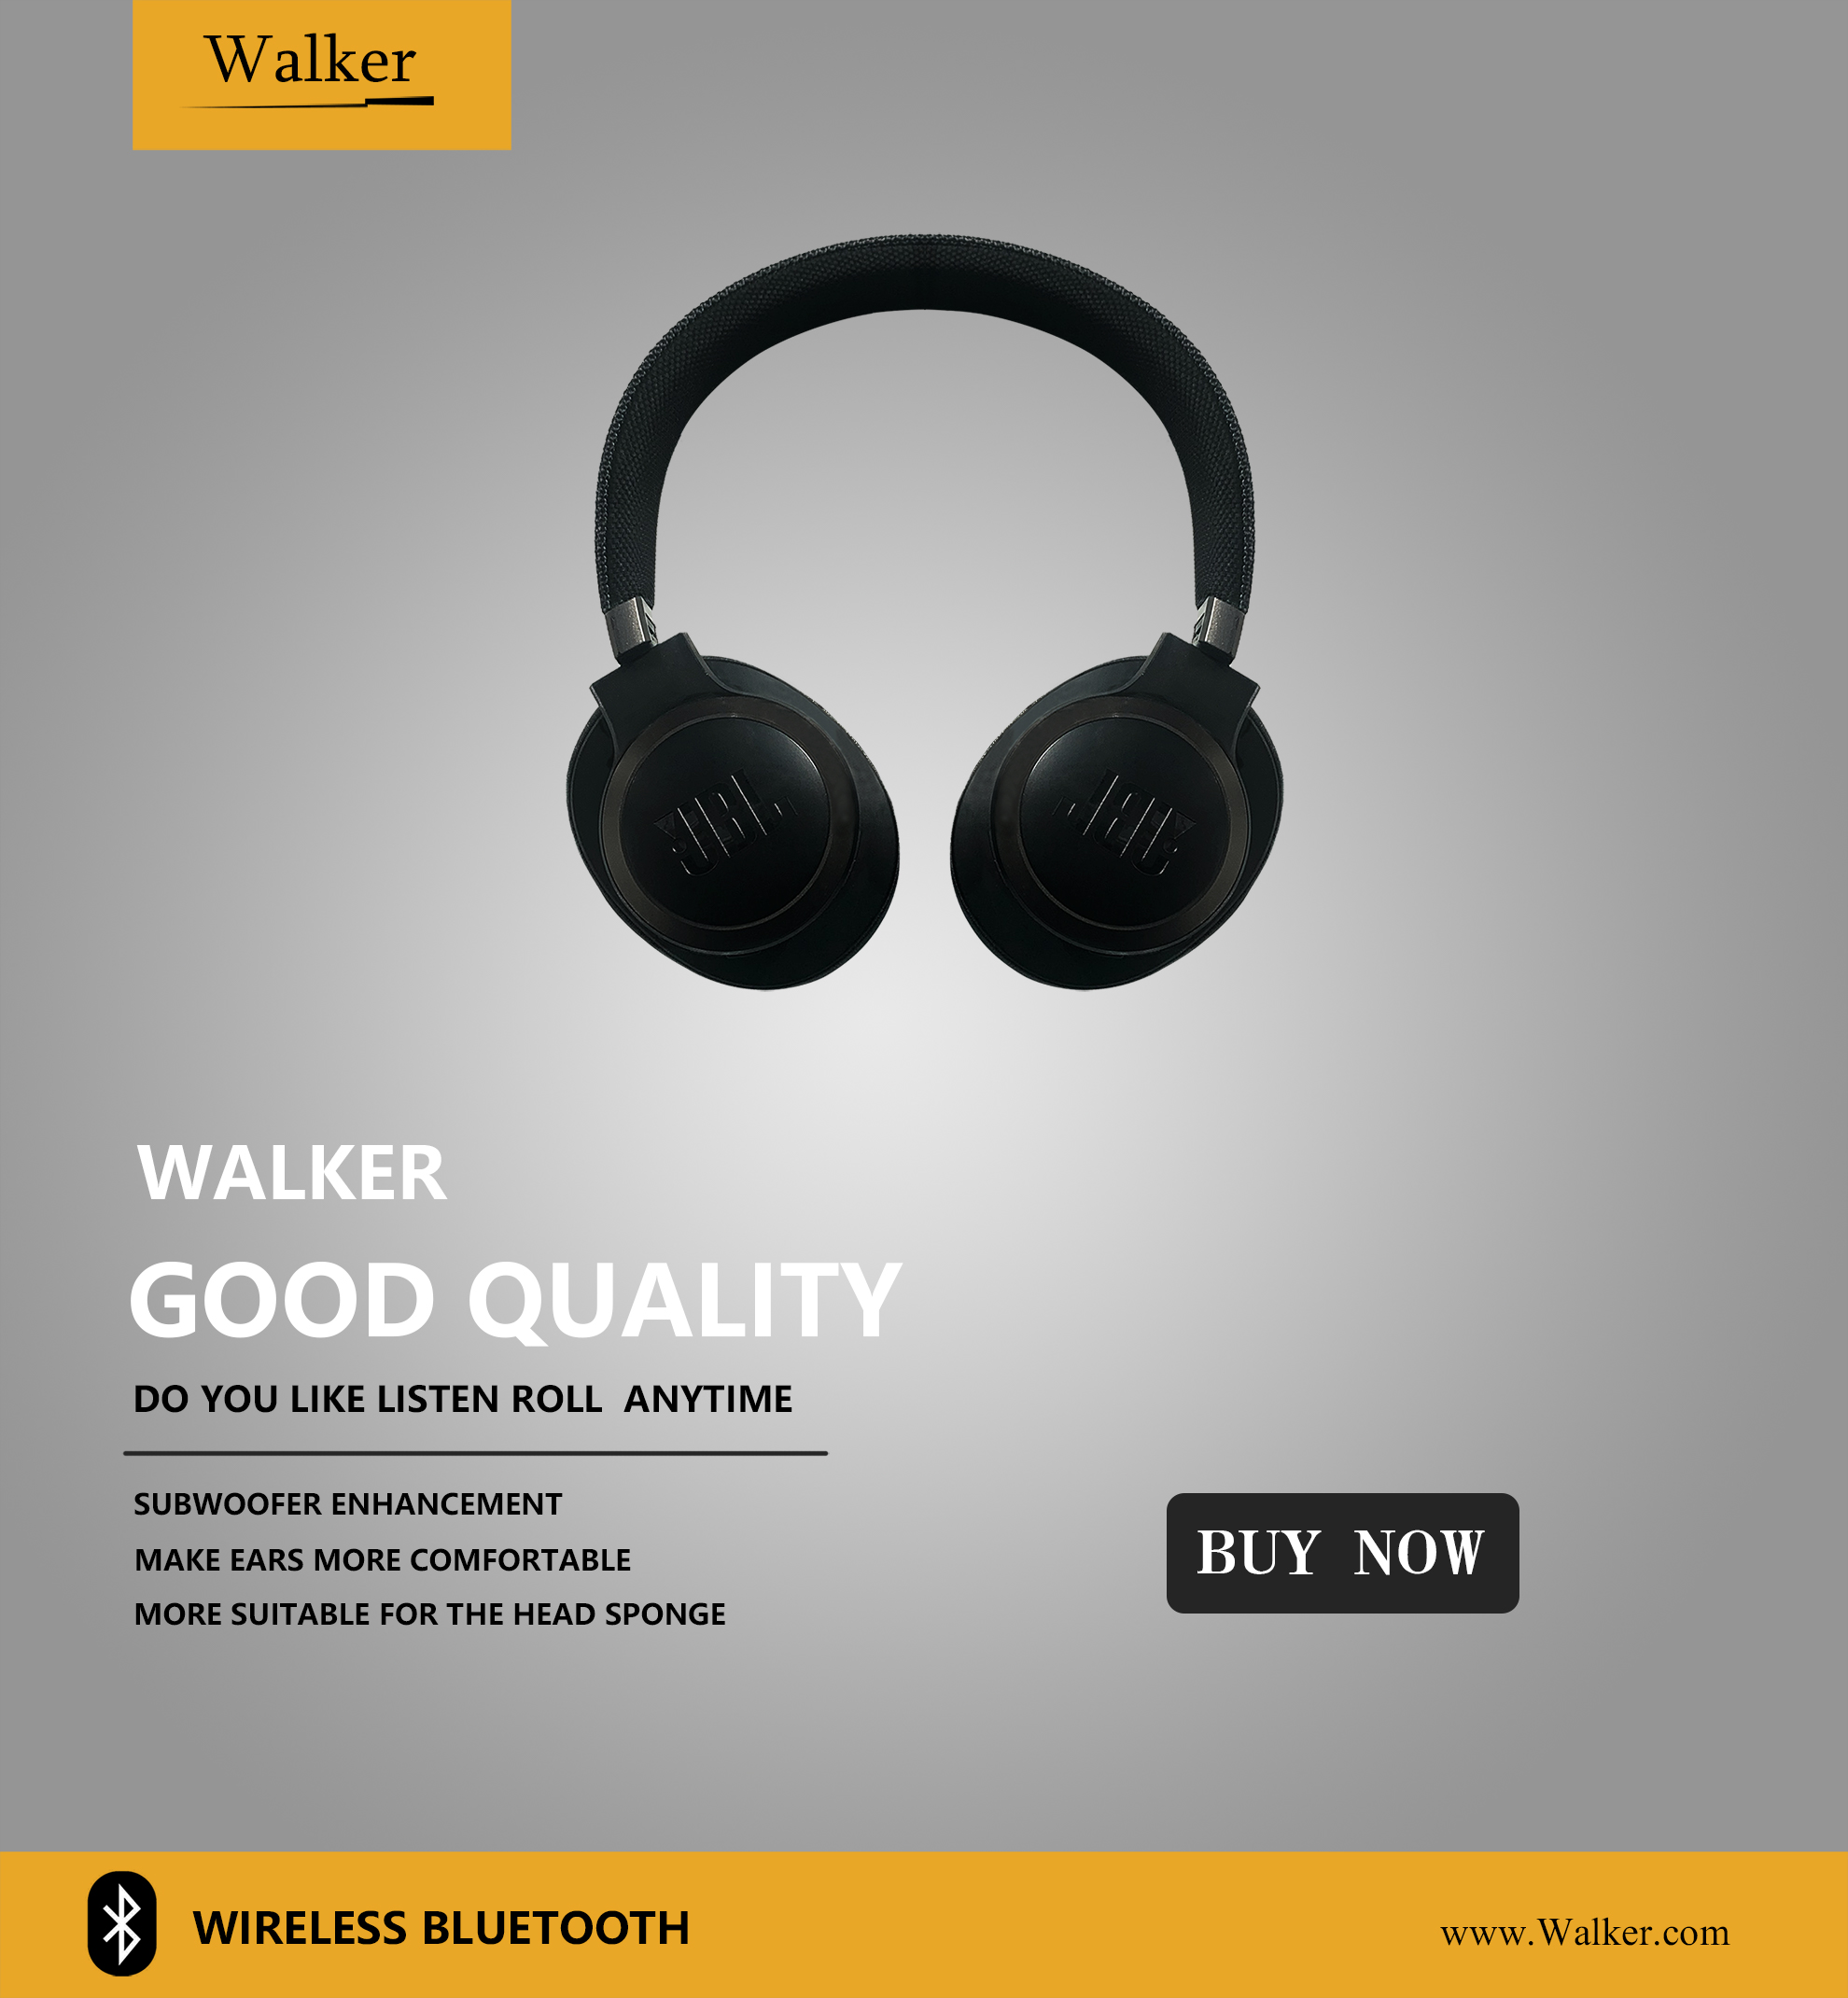 Walker
JBL
WALKER
GOOD QUALITY
DO YOU LIKE LISTEN ROLL  ANYTIME
SUBWOOFER ENHANCEMENT
MAKE EARS MORE COMFORTABLE
MORE SUITABLE FOR THE HEAD SPONGE
BUY NOW
WIRELESS BLUETOOTH
www.Walker.com